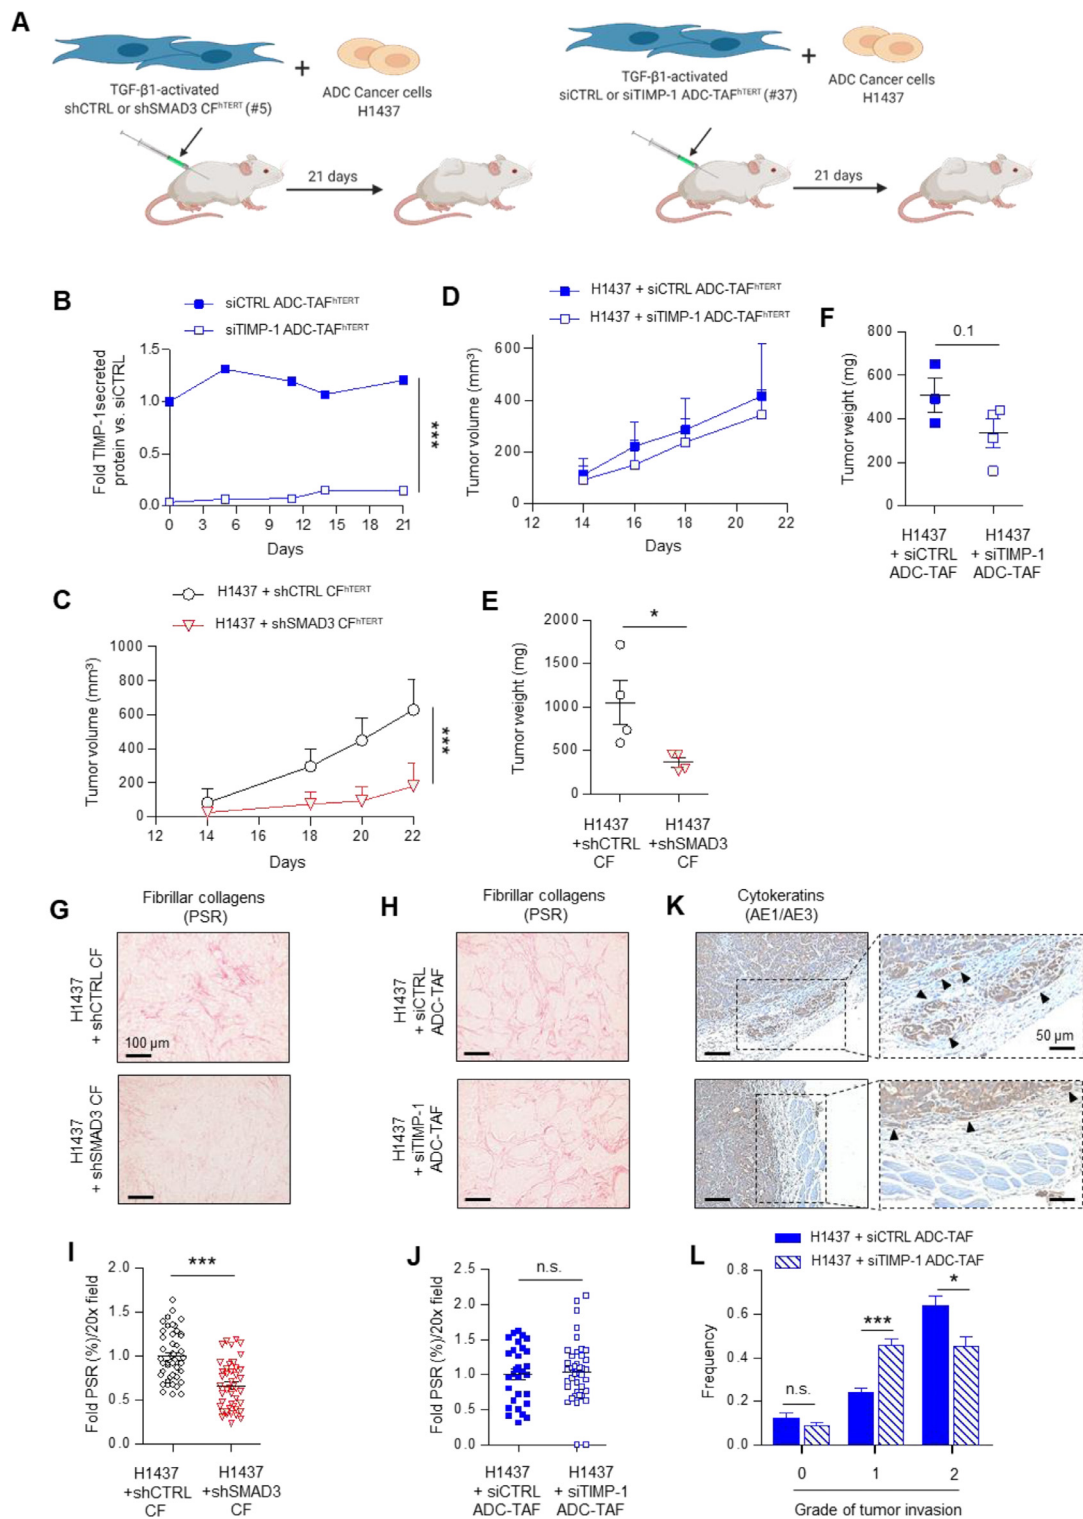 A
TGF-β1-activated
shCTRL or shSMAD3 CFhTERT (#5)
+
ADC Cancer cells
H1437
21 days
TGF-β1-activated
siCTRL or siTIMP-1 ADC-TAFhTERT (#37)
+
ADC Cancer cells
H1437
21 days
B
siCTRL ADC-TAFhTERT
siTIMP-1 ADC-TAFhTERT
Fold TIMP-1secreted
protein vs. siCTRL
1.5
1.0
0.5
0.0
0 3 6 9 12 15 18 21
Days
***
D
H1437 + siCTRL ADC-TAFhTERT
H1437 + siTIMP-1 ADC-TAFhTERT
Tumor volume (mm³)
600
400
200
0
12 14 16 18 20 22
Days
F
Tumor weight (mg)
800
600
400
200
0
0.1
H1437
+ siCTRL
ADC-TAF
H1437
+ siTIMP-1
ADC-TAF
C
H1437 + shCTRL CFhTERT
H1437 + shSMAD3 CFhTERT
Tumor volume (mm³)
1000
800
600
400
200
0
12 14 16 18 20 22
Days
***
E
Tumor weight (mg)
2000
1500
1000
500
0
*
H1437
+shCTRL
CF
H1437
+shSMAD3
CF
G
Fibrillar collagens
(PSR)
H1437
+ shCTRL CF
100 µm
H1437
+ shSMAD3 CF
H
Fibrillar collagens
(PSR)
H1437
+ siCTRL
ADC-TAF
H1437
+ siTIMP-1
ADC-TAF
K
Cytokeratins
(AE1/AE3)
50 µm
I
Fold PSR (%)/20x field
2.0
1.5
1.0
0.5
0.0
***
H1437
+shCTRL
CF
H1437
+shSMAD3
CF
J
Fold PSR (%)/20x field
2.5
2.0
1.5
1.0
0.5
0.0
n.s.
H1437
+ siCTRL
ADC-TAF
H1437
+ siTIMP-1
ADC-TAF
L
H1437 + siCTRL ADC-TAF
H1437 + siTIMP-1 ADC-TAF
Frequency
0.8
0.6
0.4
0.2
0.0
n.s.
***
*
0 1 2
Grade of tumor invasion